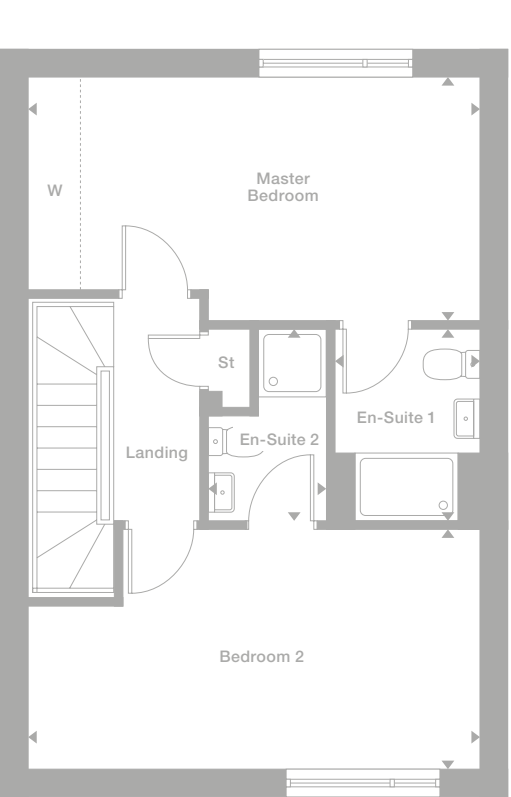 Master
Bedroom
W
St
En-Suite 1
En-Suite 2
Landing
Bedroom 2